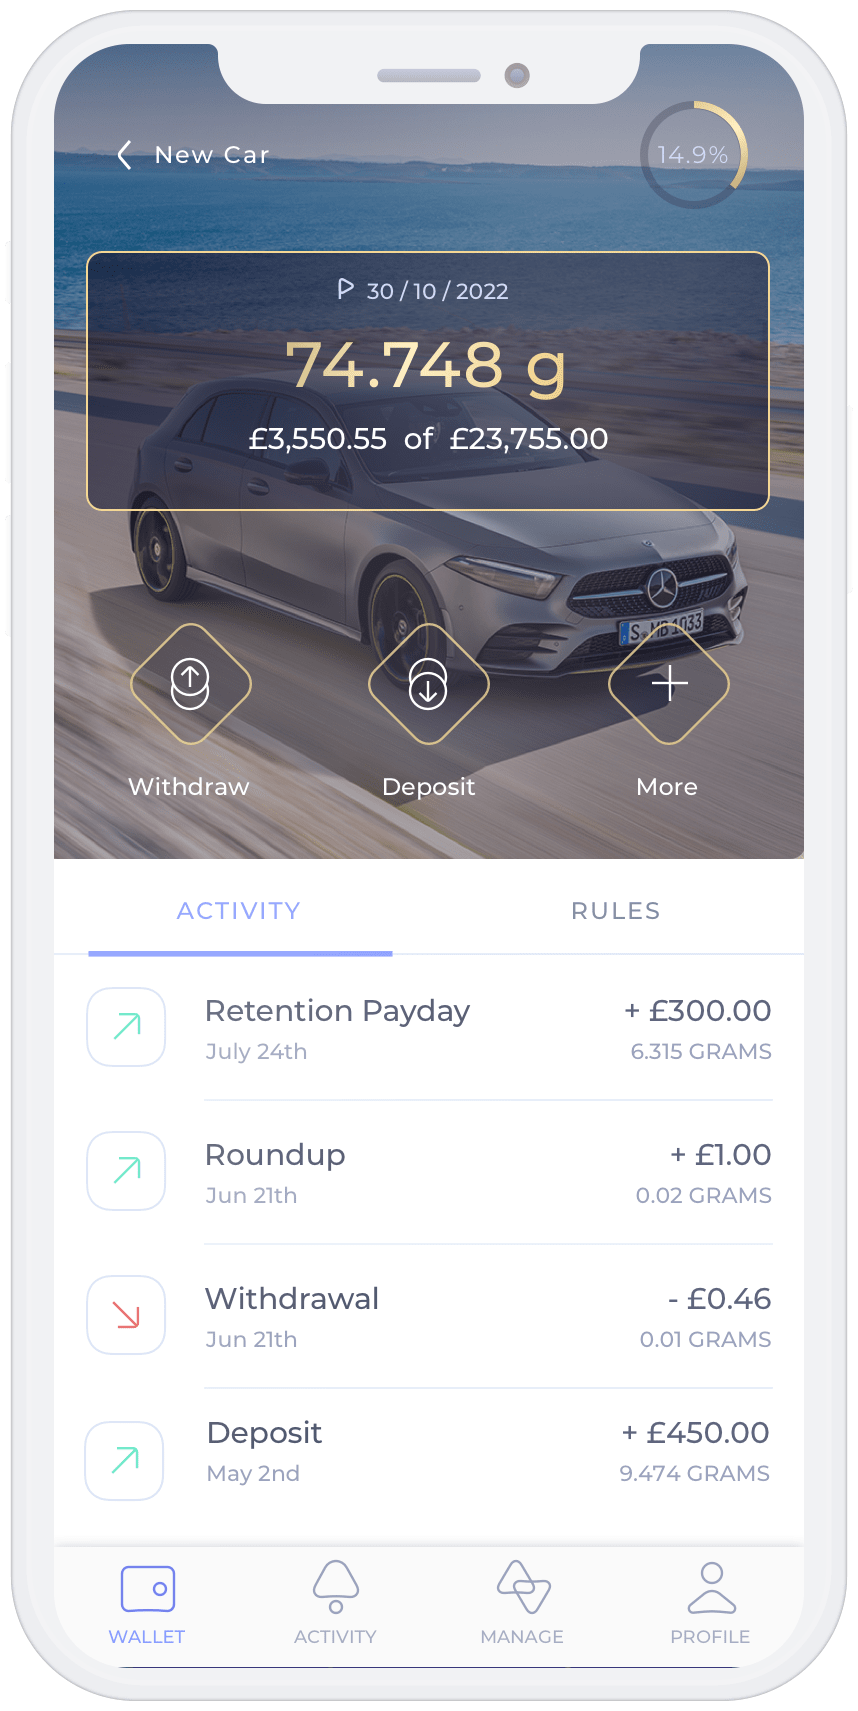 New Car
14.9%
30 / 10 / 2022
74.748 g
£3,550.55 of £23,755.00
S MB 1033
Withdraw
Deposit
More
ACTIVITY
RULES
Retention Payday
+ £300.00
July 24th
6.315 GRAMS
Roundup
+ £1.00
Jun 21th
0.02 GRAMS
Withdrawal
- £0.46
Jun 21th
0.01 GRAMS
Deposit
+ £450.00
May 2nd
9.474 GRAMS
WALLET
ACTIVITY
MANAGE
PROFILE